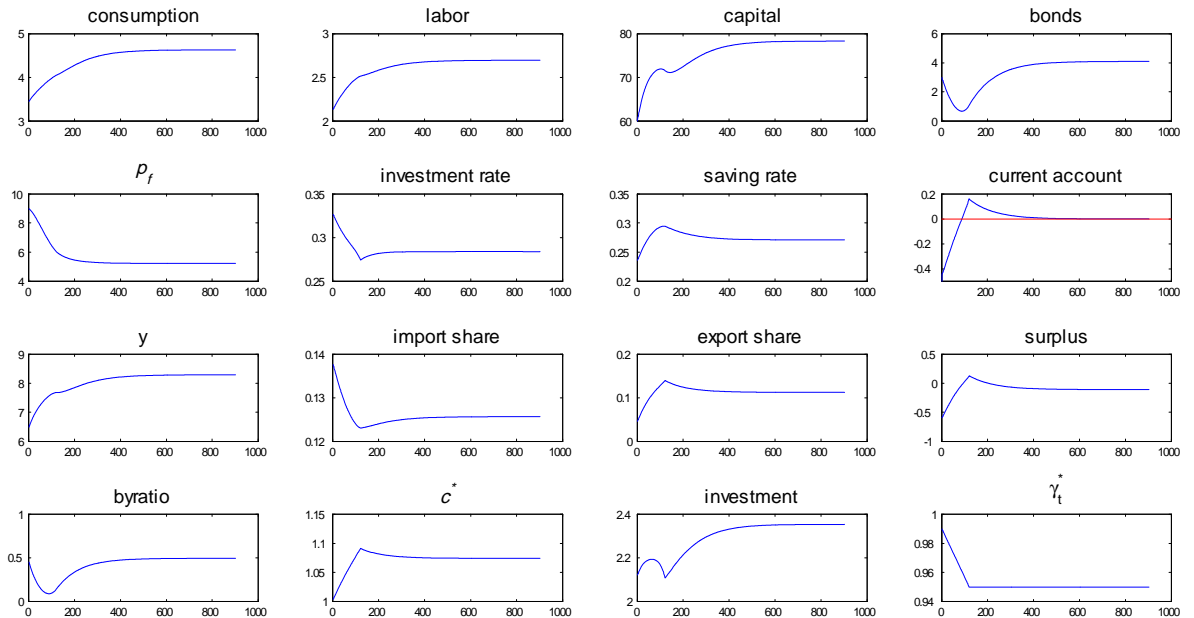 consumption labor capital bonds
5 3 80 6
4
4 2.5 70
2
3 2 60 0
0 200 400 600 800 1000 0 200 400 600 800 1000 0 200 400 600 800 1000 0 200 400 600 800 1000
p_f investment rate saving rate current account
10 0.35 0.35 0.2
8 0.3 0
0.3 -0.2
6 0.25 -0.4
4 0.25 0.2
0 200 400 600 800 1000 0 200 400 600 800 1000 0 200 400 600 800 1000 0 200 400 600 800 1000
y import share export share surplus
9 0.14 0.2 0.5
8 0.13 0.1 0
7 -0.5
6 0.12 0 -1
0 200 400 600 800 1000 0 200 400 600 800 1000 0 200 400 600 800 1000 0 200 400 600 800 1000
byratio c* investment γ_t^*
1 1.15 2.4 1
1.1 0.98
0.5 2.2
1.05 0.96
0 1 2 0.94
0 200 400 600 800 1000 0 200 400 600 800 1000 0 200 400 600 800 1000 0 200 400 600 800 1000